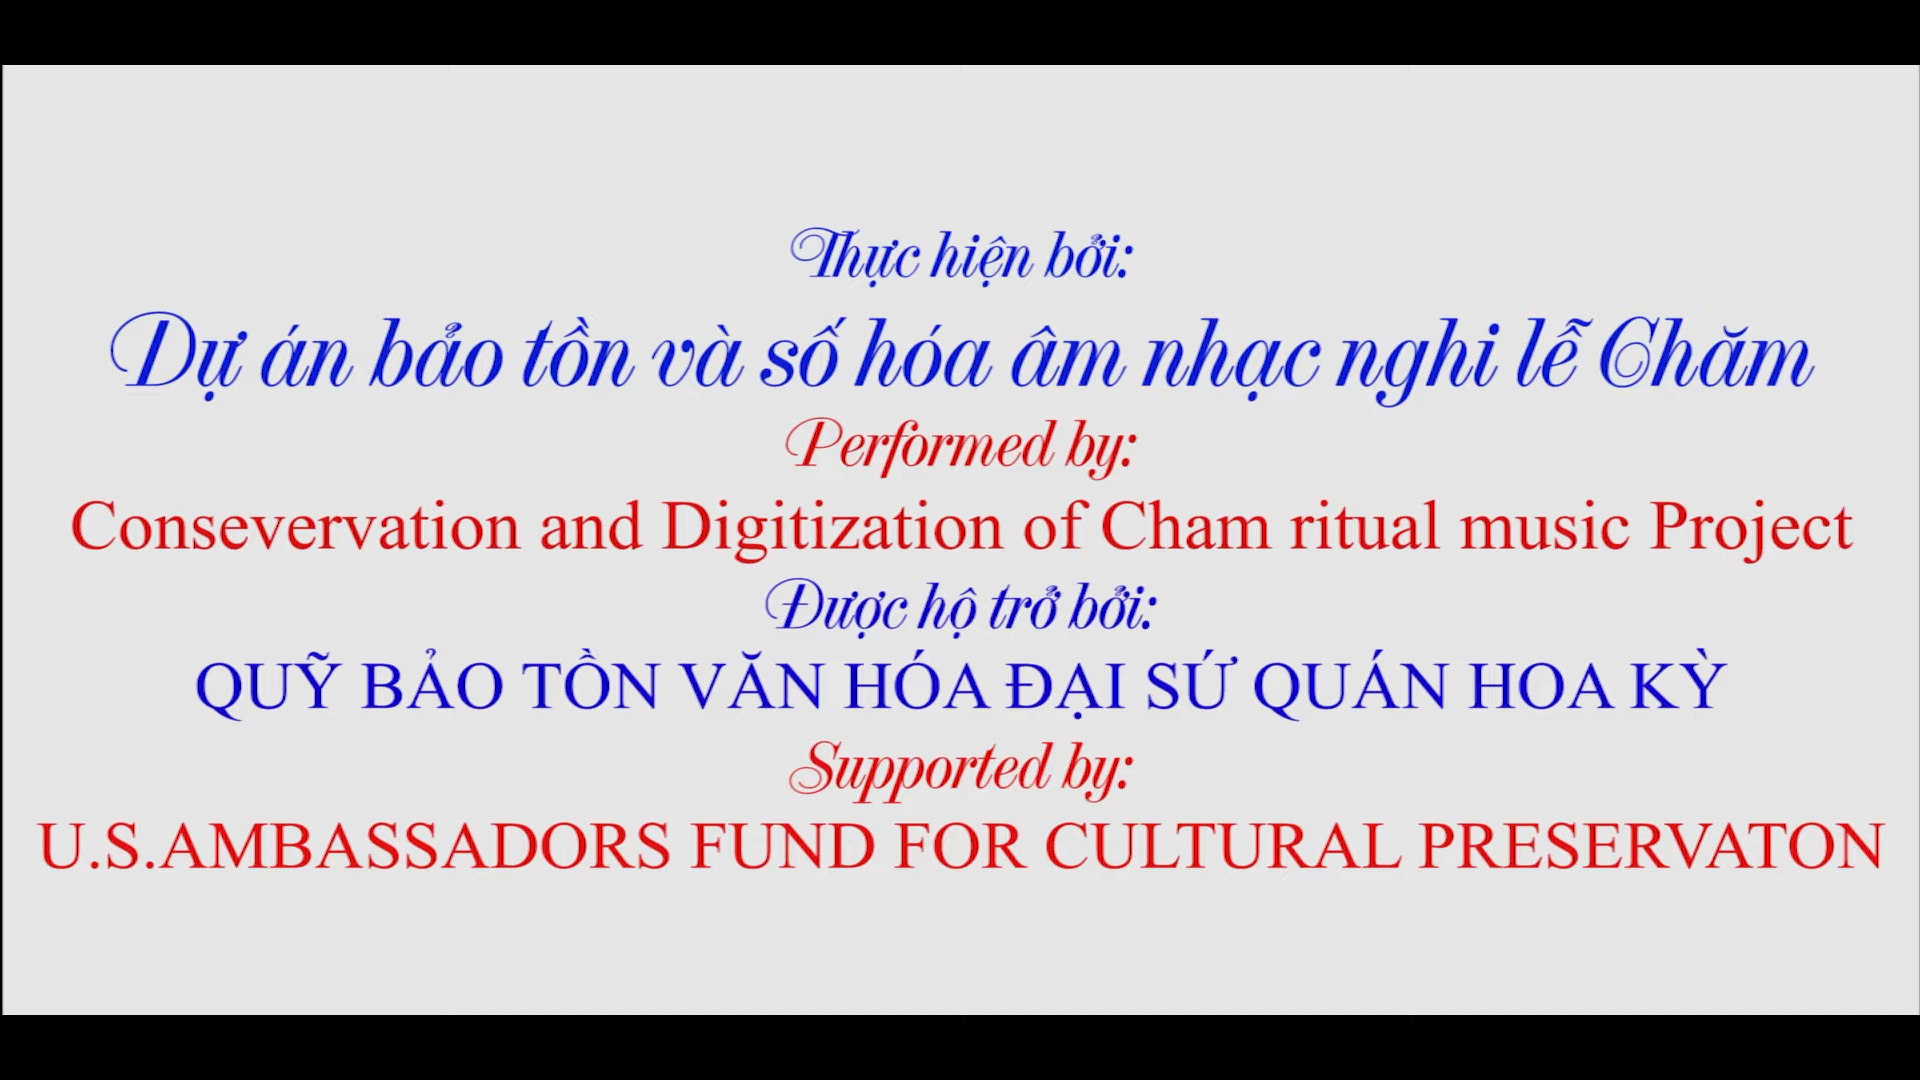 Thực hiện bởi:
Dự án bảo tồn và số hóa âm nhạc nghi lễ Chăm
Performed by:
Consevervation and Digitization of Cham ritual music Project
Được hộ trở bởi:
QUỸ BẢO TỒN VĂN HÓA ĐẠI SỨ QUÁN HOA KỲ
Supported by:
U.S.AMBASSADORS FUND FOR CULTURAL PRESERVATON